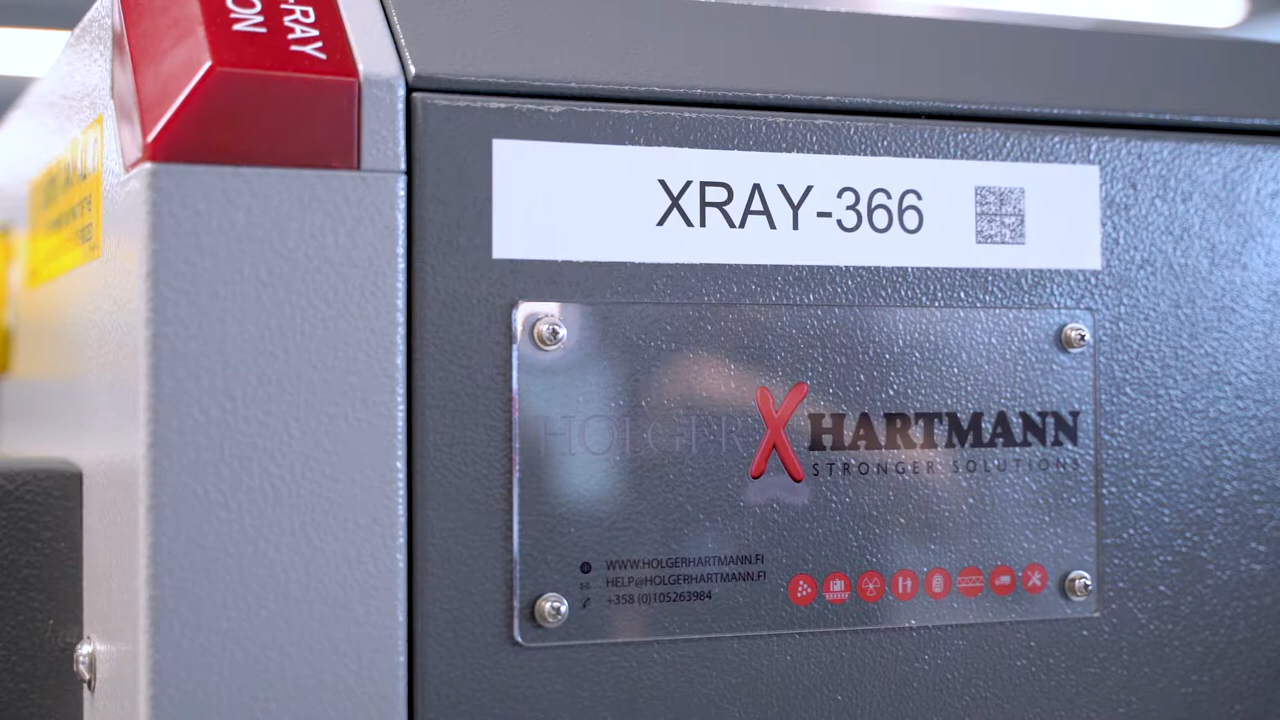 X-RAY
ON
XRAY-366
HOLGER X HARTMANN
STRONGER SOLUTIONS
WWW.HOLGERHARTMANN.FI
HELP@HOLGERHARTMANN.FI
+358 (0)105263984